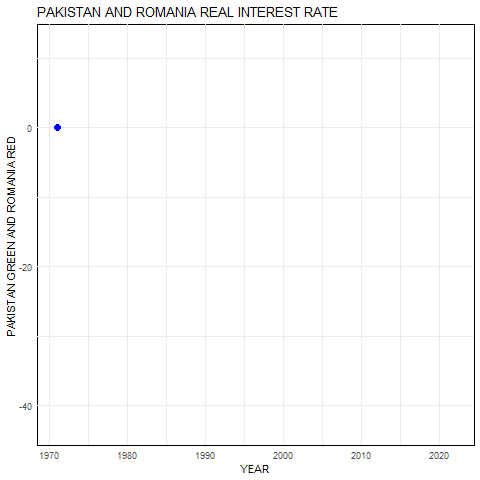 PAKISTAN AND ROMANIA REAL INTEREST RATE
PAKISTAN GREEN AND ROMANIA RED
0
-20
-40
1970 1980 1990 2000 2010 2020
YEAR